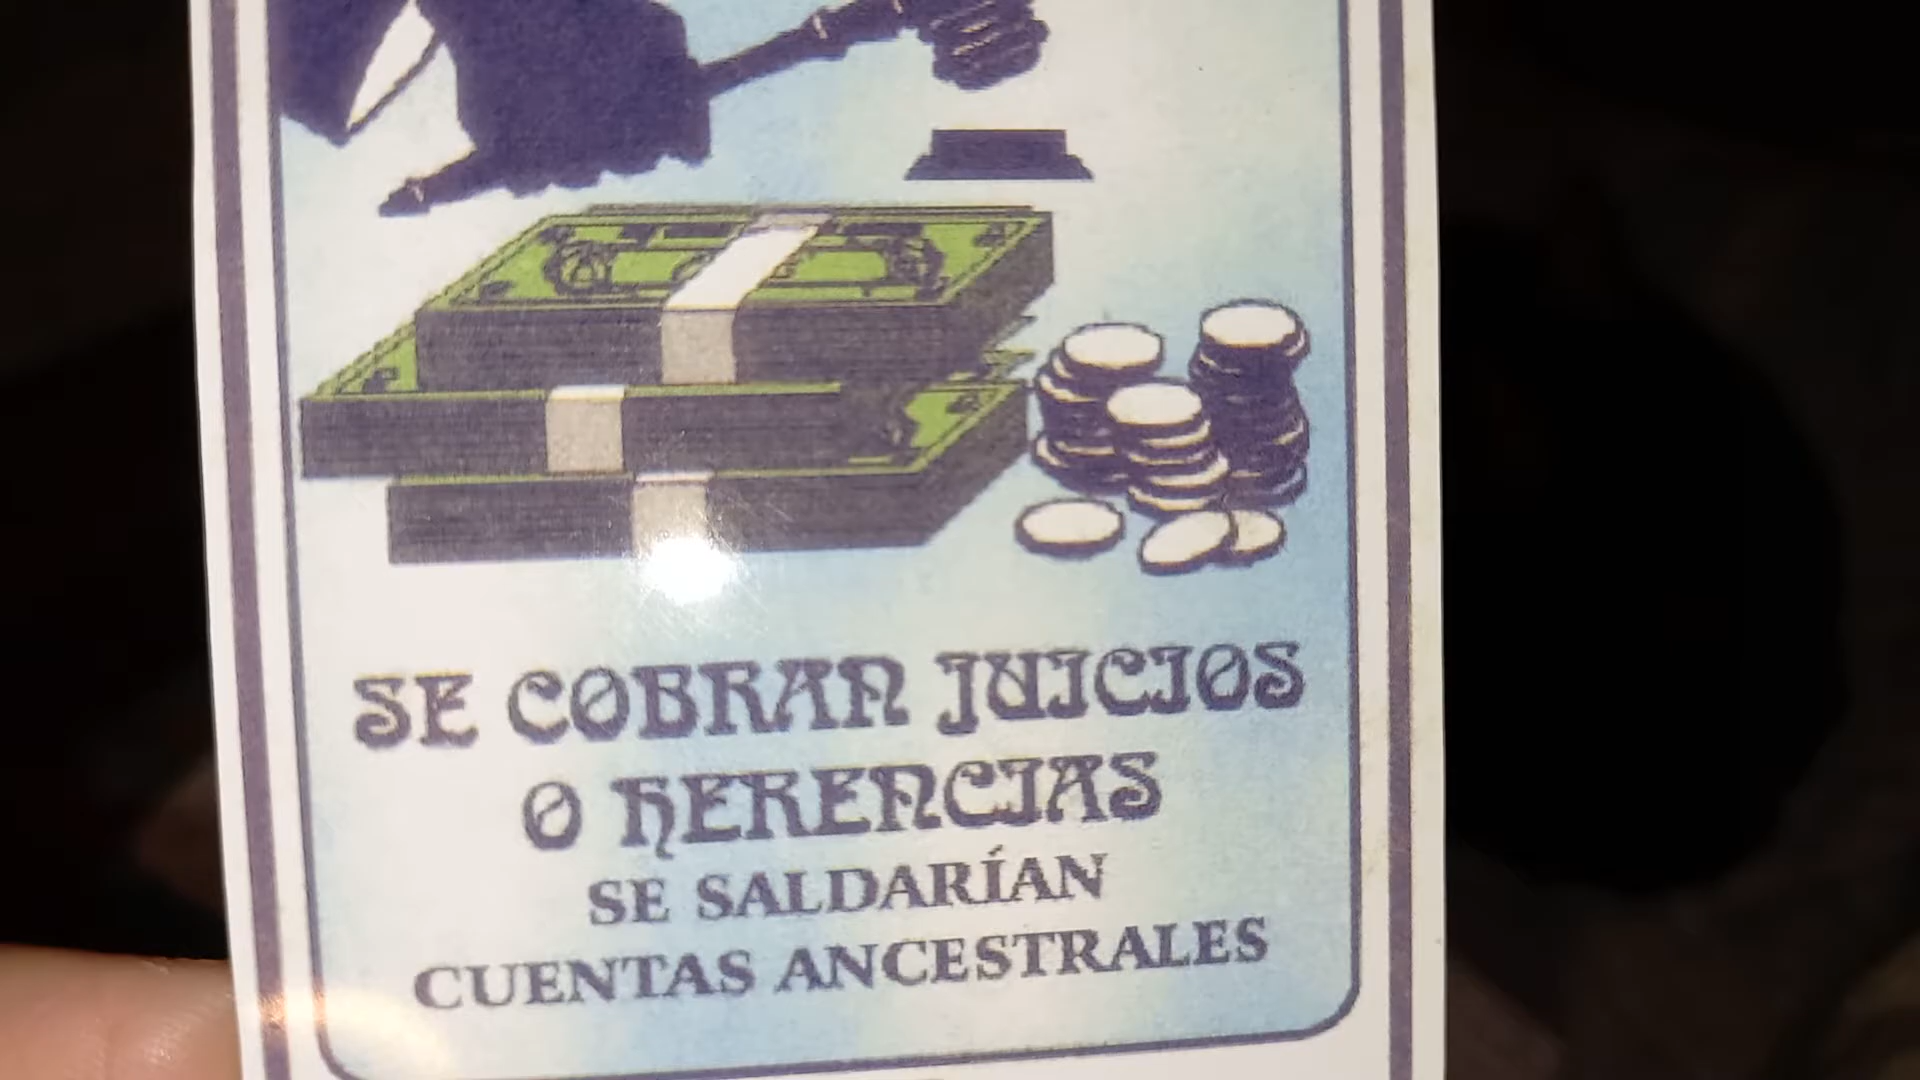 SE COBRAN JUICIOS
O HERENCIAS
SE SALDARÍAN
CUENTAS ANCESTRALES